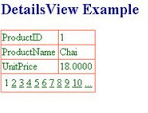 DetailsView Example
ProductID 1
ProductName Chai
UnitPrice 18.0000
1 2 3 4 5 6 7 8 9 10 ...